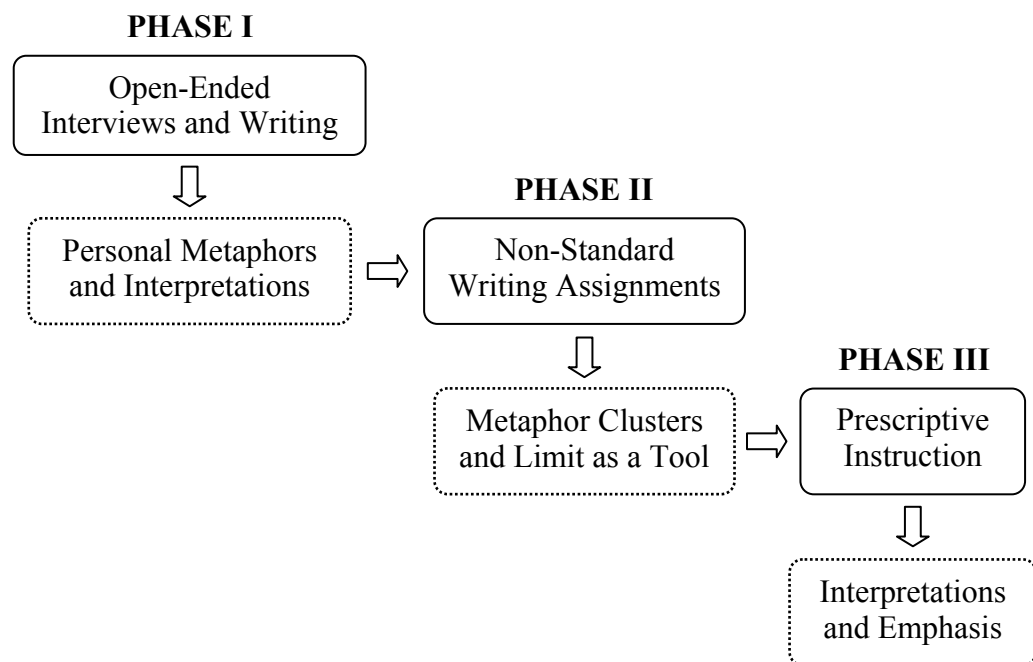 PHASE I
Open-Ended
Interviews and Writing
Personal Metaphors
and Interpretations
PHASE II
Non-Standard
Writing Assignments
Metaphor Clusters
and Limit as a Tool
PHASE III
Prescriptive
Instruction
Interpretations
and Emphasis